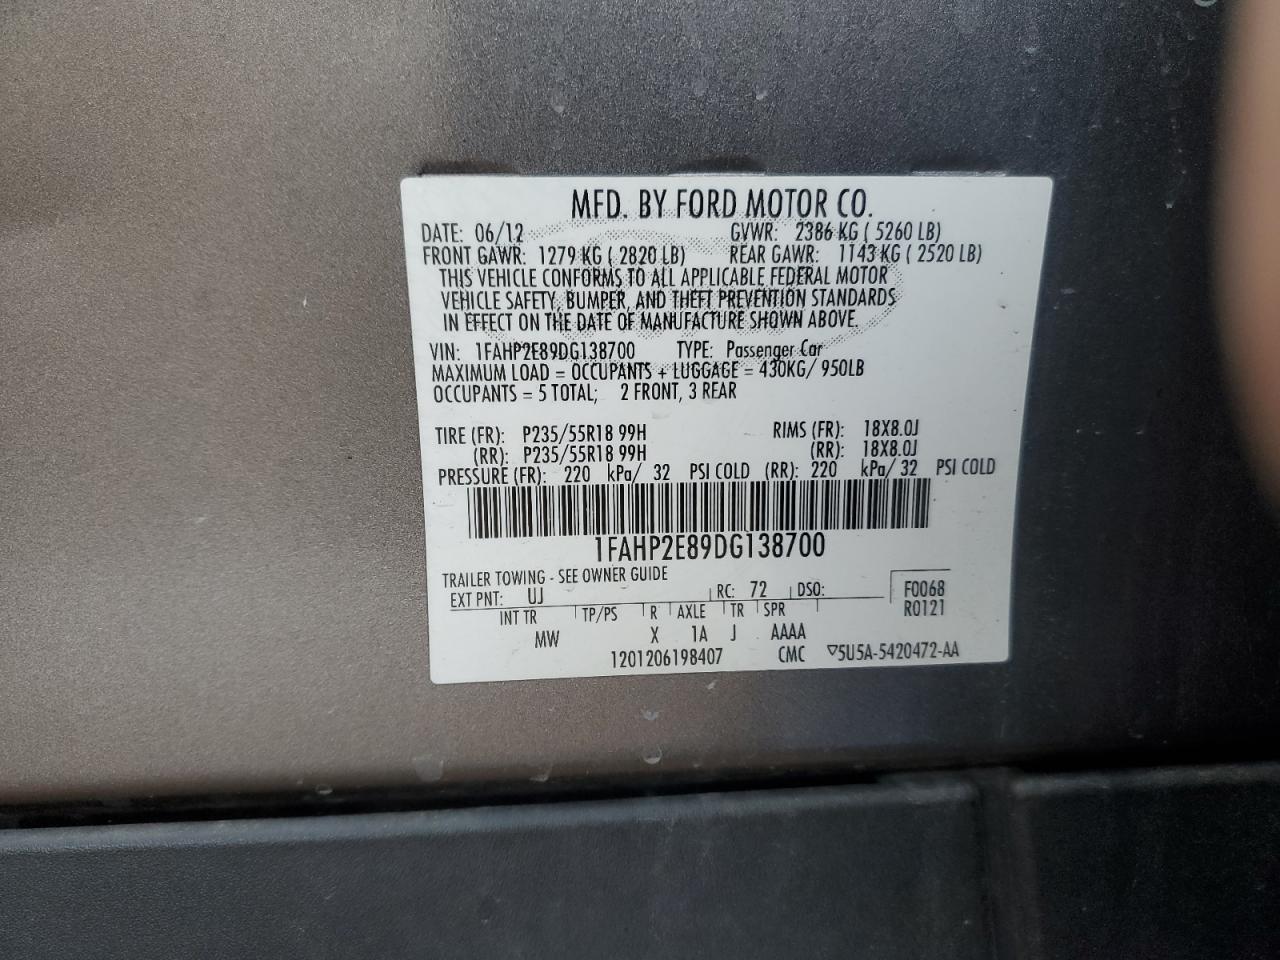 MFD. BY FORD MOTOR CO.
DATE: 06/12 GVWR: 2386 KG ( 5260 LB)
FRONT GAWR: 1279 KG ( 2820 LB) REAR GAWR: 1143 KG ( 2520 LB)
THIS VEHICLE CONFORMS TO ALL APPLICABLE FEDERAL MOTOR
VEHICLE SAFETY, BUMPER, AND THEFT PREVENTION STANDARDS
IN EFFECT ON THE DATE OF MANUFACTURE SHOWN ABOVE.
VIN: 1FAHP2E89DG138700 TYPE: Passenger Car
MAXIMUM LOAD = OCCUPANTS + LUGGAGE = 430KG/ 950LB
OCCUPANTS = 5 TOTAL; 2 FRONT, 3 REAR
TIRE (FR): P235/55R18 99H RIMS (FR): 18X8.0J
(RR): P235/55R18 99H (RR): 18X8.0J
PRESSURE (FR): 220 kPa/ 32 PSI COLD (RR): 220 kPa/ 32 PSI COLD
1FAHP2E89DG138700
TRAILER TOWING - SEE OWNER GUIDE
EXT PNT: UJ RC: 72 DSO: F0068
INT TR TP/PS R AXLE TR SPR R0121
MW X 1A J AAAA
1201206198407 CMC ▽5U5A-5420472-AA